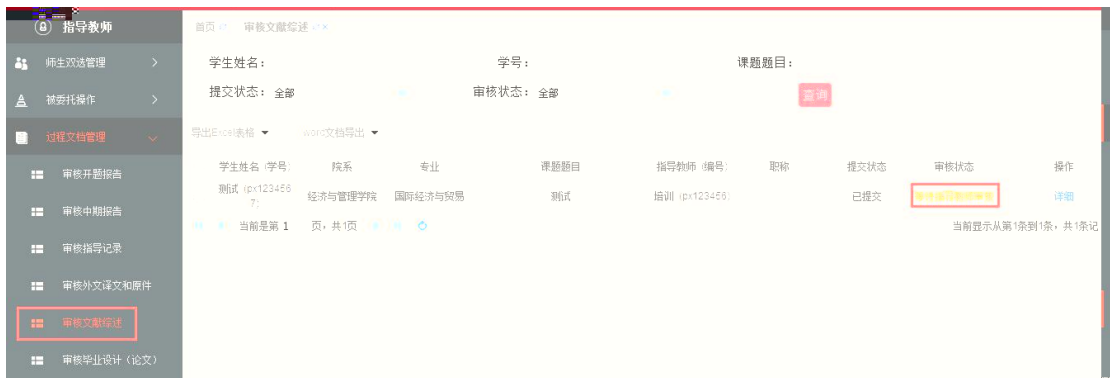 指导教师
首页 审核文献综述
师生双选管理
被委托操作
过程文档管理
审核开题报告
审核中期报告
审核指导记录
审核外文译文和原件
审核文献综述
审核毕业设计（论文）
学生姓名： 学号： 课题题目：
提交状态： 全部 审核状态： 全部 查询
导出Excel表格 word文档导出
学生姓名（学号） 院系 专业 课题题目 指导教师（编号） 职称 提交状态 审核状态 操作
测试（px123456
7） 经济与管理学院 国际经济与贸易 测试 培训（px123456） 已提交 详细
当前是第 1 页，共1页 当前显示从第1条到1条，共1条记